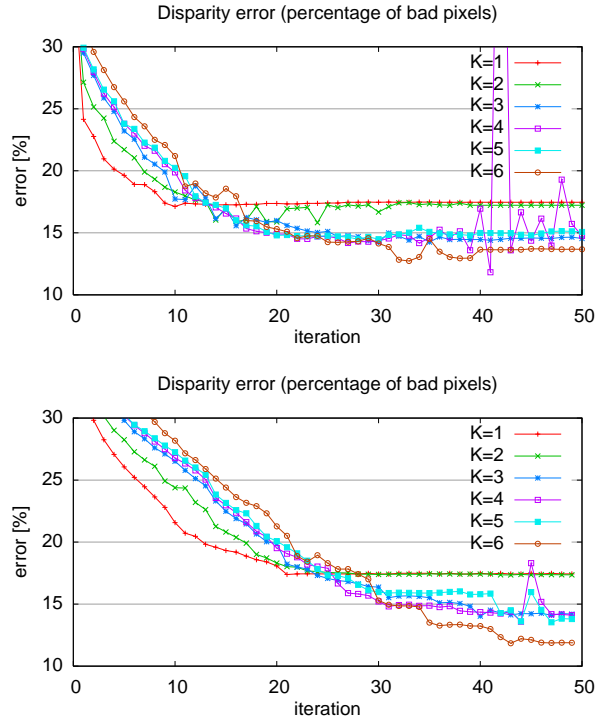 Disparity error (percentage of bad pixels)
30
25
20
15
10
error [%]
K=1
K=2
K=3
K=4
K=5
K=6
0 10 20 30 40 50
iteration
Disparity error (percentage of bad pixels)
30
25
20
15
10
error [%]
K=1
K=2
K=3
K=4
K=5
K=6
0 10 20 30 40 50
iteration